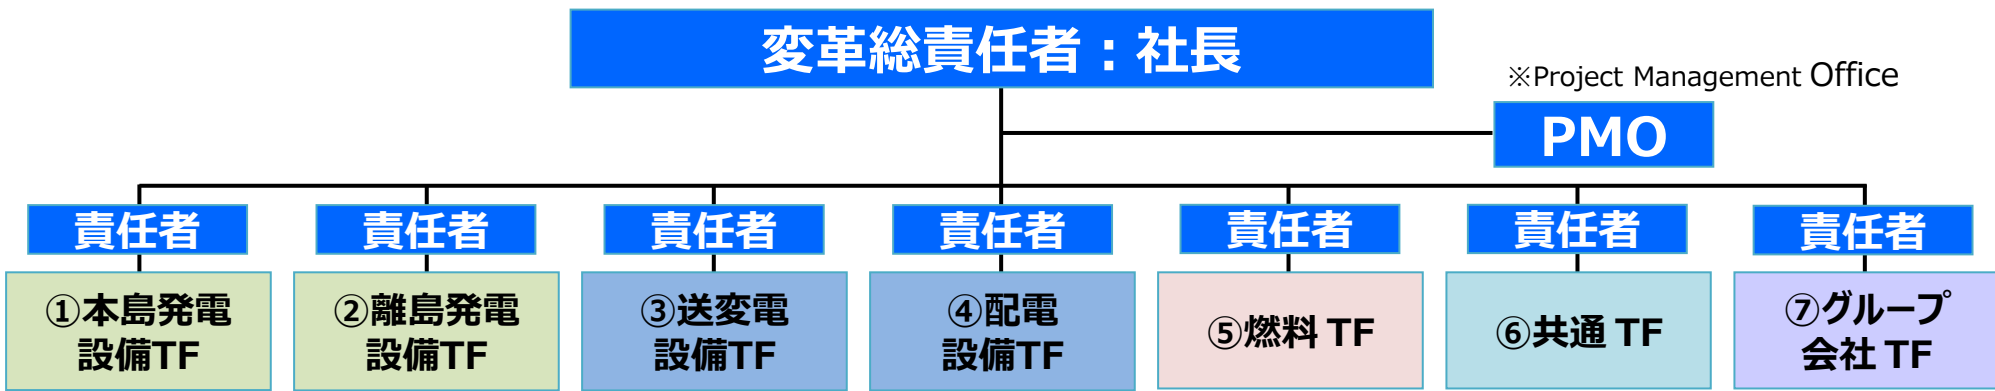 変革総責任者：社長
※Project Management Office
PMO
責任者
責任者
責任者
責任者
責任者
責任者
責任者
①本島発電
設備TF
②離島発電
設備TF
③送変電
設備TF
④配電
設備TF
⑤燃料 TF
⑥共通 TF
⑦グループ
会社 TF